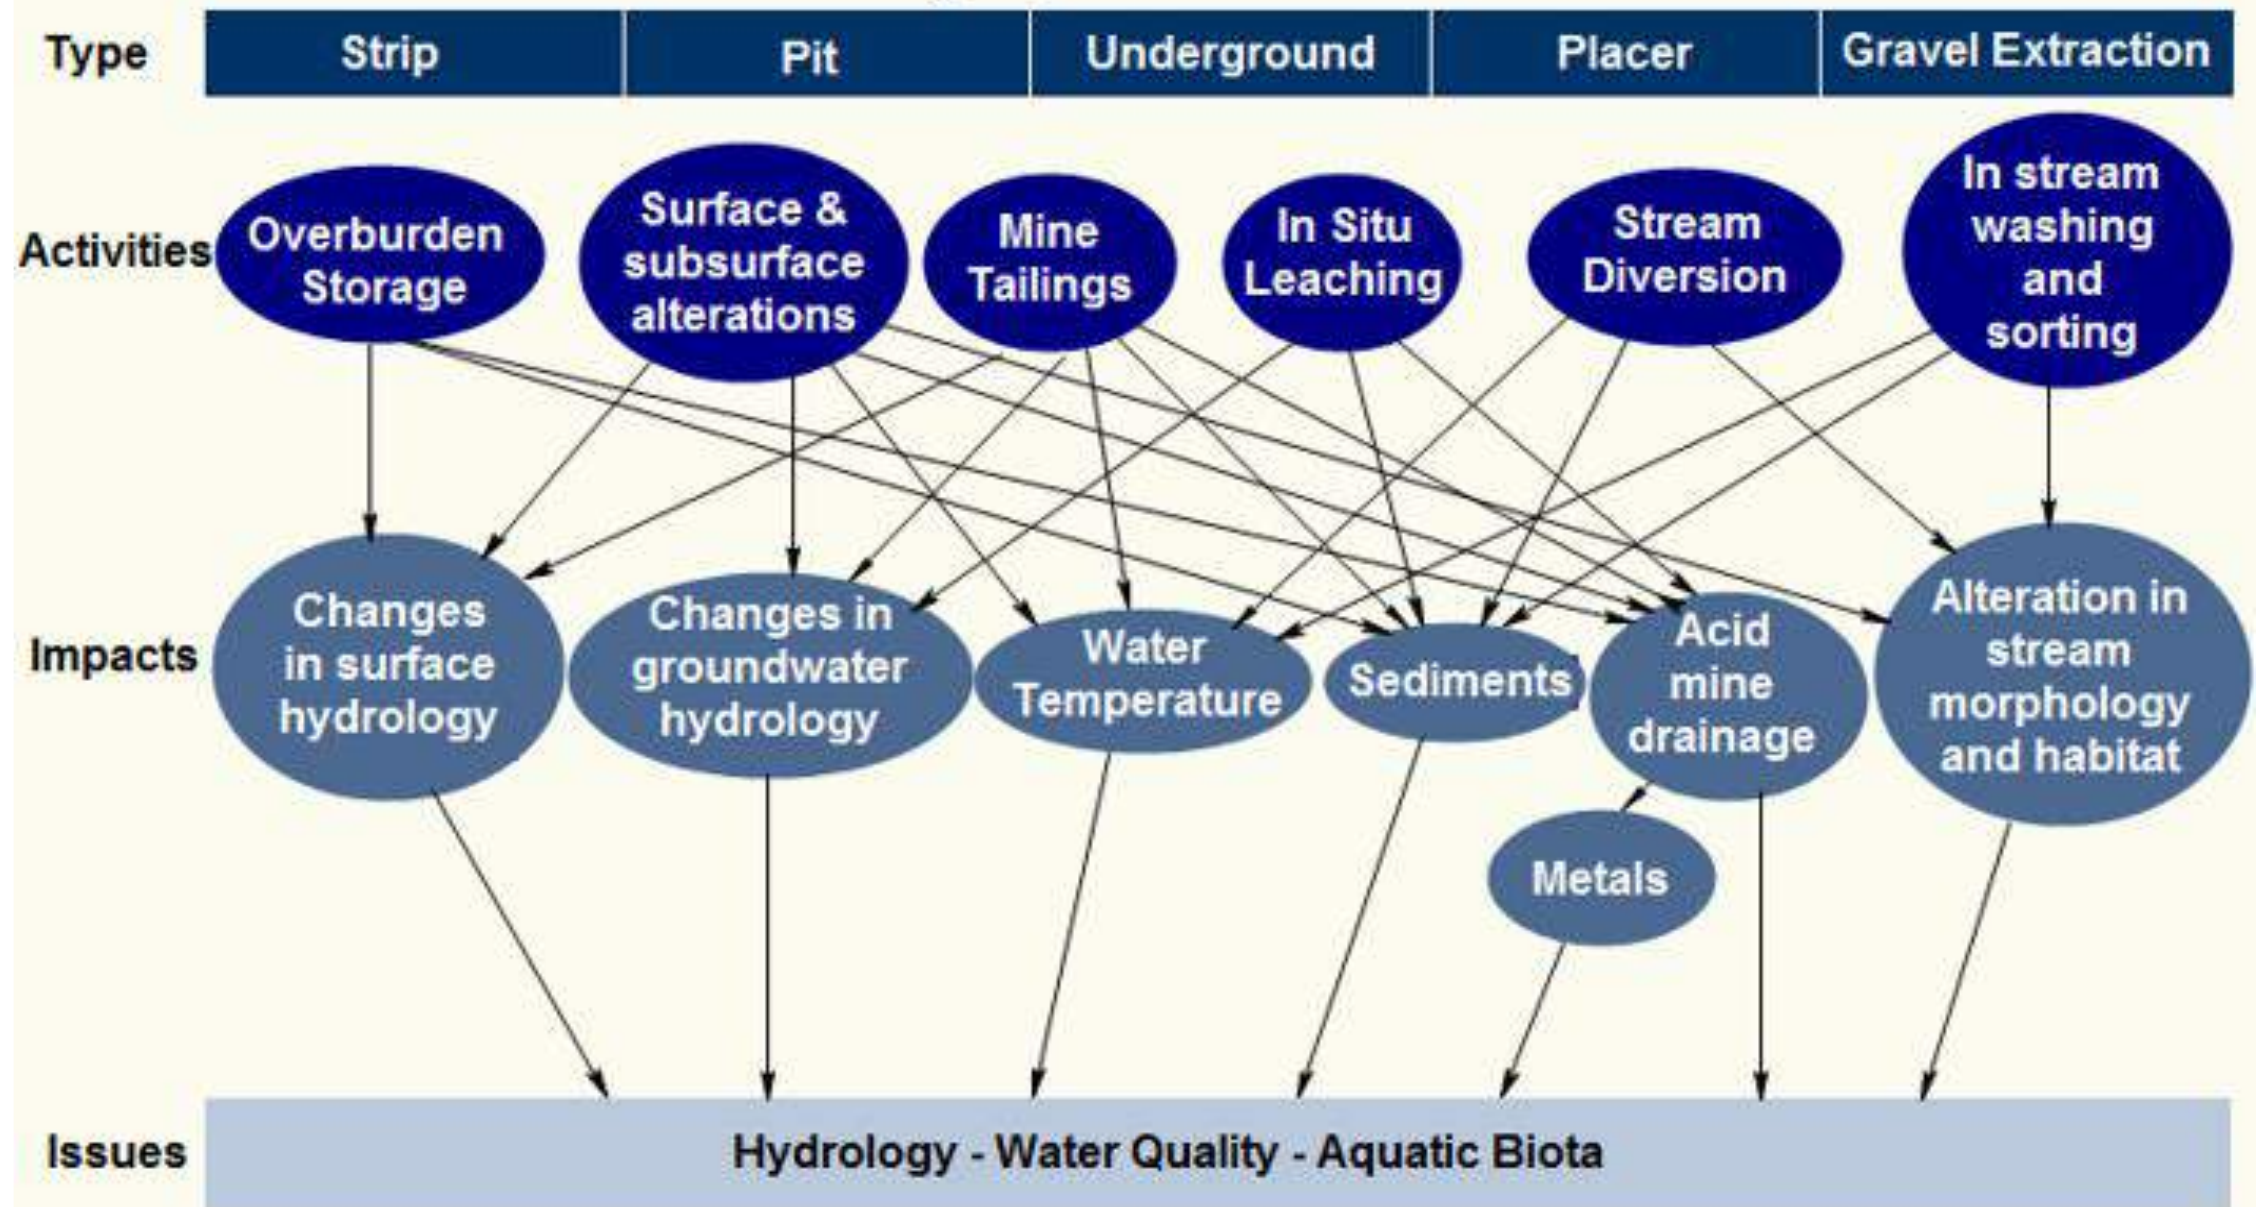 Type
Strip
Pit
Underground
Placer
Gravel Extraction
Activities
Overburden
Storage
Surface &
subsurface
alterations
Mine
Tailings
In Situ
Leaching
Stream
Diversion
In stream
washing
and
sorting
Impacts
Changes
in surface
hydrology
Changes in
groundwater
hydrology
Water
Temperature
Sediments
Acid
mine
drainage
Alteration in
stream
morphology
and habitat
Metals
Issues
Hydrology - Water Quality - Aquatic Biota